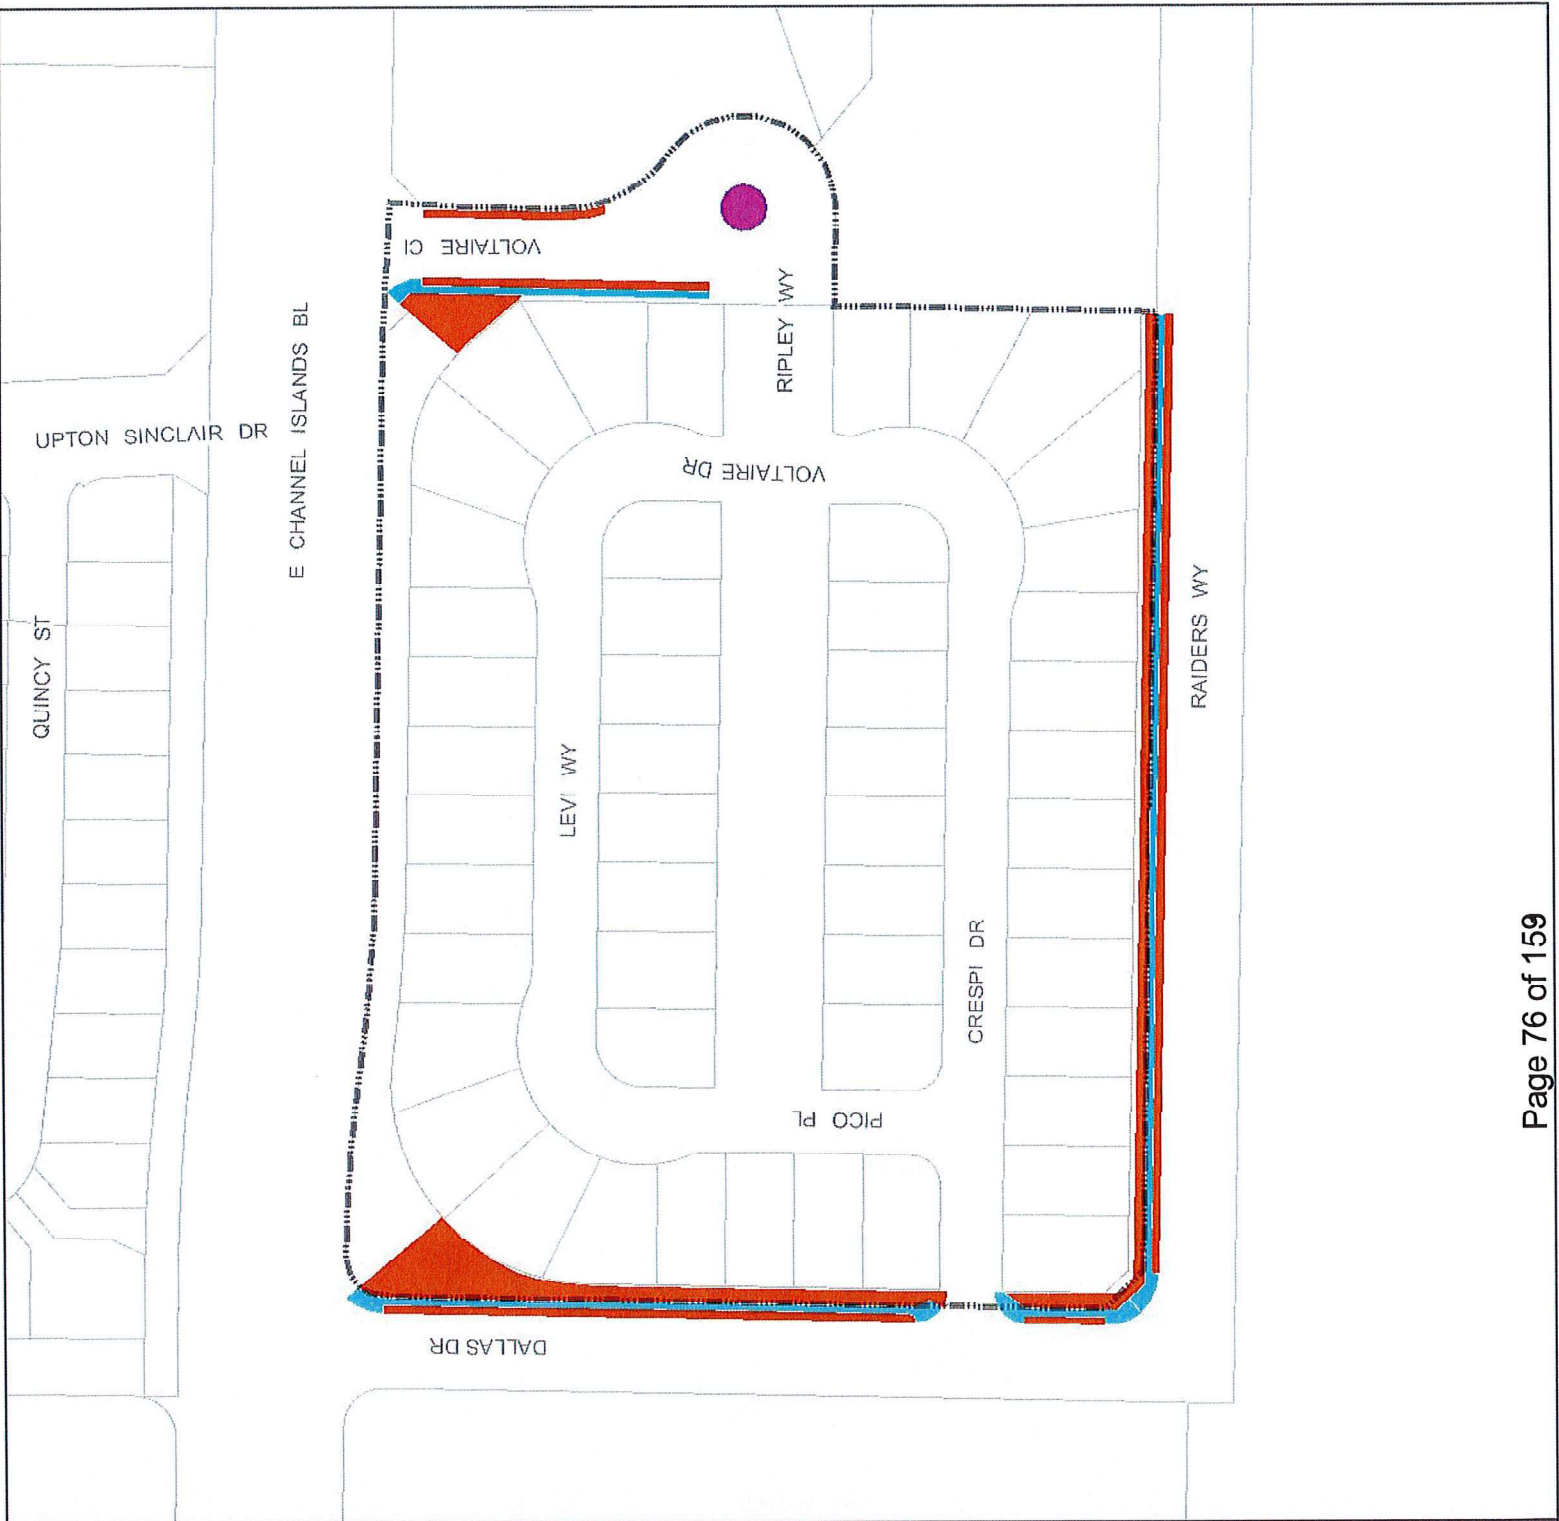 VOLTAIRE CI
RIPLEY WY
E CHANNEL ISLANDS BL
UPTON SINCLAIR DR
VOLTAIRE DR
QUINCY ST
RAIDERS WY
LEVI WY
CRESPI DR
PICO PL
DALLAS DR
Page 76 of 159